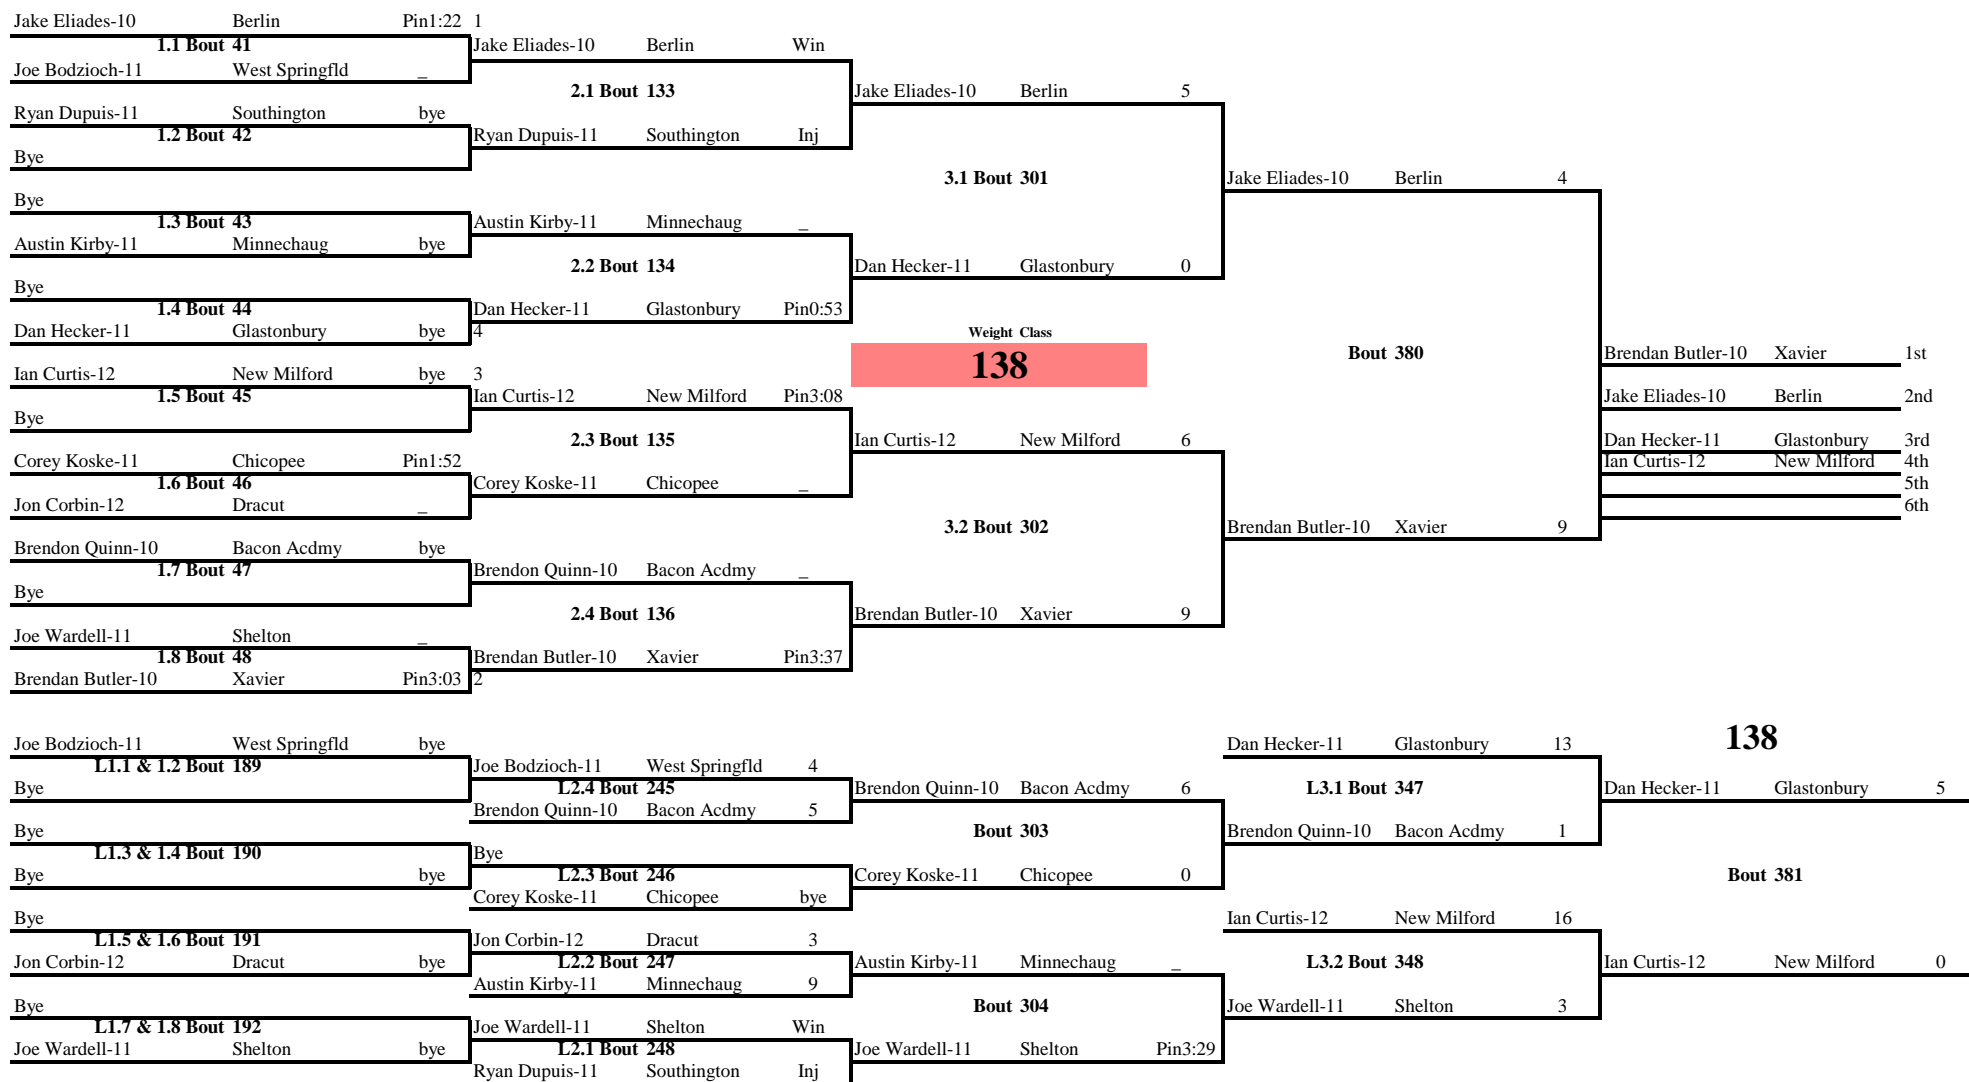 Jake Eliades-10 Berlin Pin1:22 1
1.1 Bout 41 Jake Eliades-10 Berlin Win
Joe Bodzioch-11 West Springfld _
2.1 Bout 133 Jake Eliades-10 Berlin 5
Ryan Dupuis-11 Southington bye
1.2 Bout 42 Ryan Dupuis-11 Southington Inj
Bye
3.1 Bout 301 Jake Eliades-10 Berlin 4
Bye
1.3 Bout 43 Austin Kirby-11 Minnechaug _
Austin Kirby-11 Minnechaug bye
2.2 Bout 134 Dan Hecker-11 Glastonbury 0
Bye
1.4 Bout 44 Dan Hecker-11 Glastonbury Pin0:53
Dan Hecker-11 Glastonbury bye 4
Weight Class
138
Bout 380 Brendan Butler-10 Xavier 1st
Ian Curtis-12 New Milford bye 3
1.5 Bout 45 Ian Curtis-12 New Milford Pin3:08
Jake Eliades-10 Berlin 2nd
Bye
2.3 Bout 135 Ian Curtis-12 New Milford 6
Dan Hecker-11 Glastonbury 3rd
Corey Koske-11 Chicopee Pin1:52
Ian Curtis-12 New Milford 4th
1.6 Bout 46 Corey Koske-11 Chicopee _
5th
Jon Corbin-12 Dracut _
6th
3.2 Bout 302 Brendan Butler-10 Xavier 9
Brendon Quinn-10 Bacon Acdmy bye
1.7 Bout 47 Brendon Quinn-10 Bacon Acdmy _
Bye
2.4 Bout 136 Brendan Butler-10 Xavier 9
Joe Wardell-11 Shelton _
1.8 Bout 48 Brendan Butler-10 Xavier Pin3:37
Brendan Butler-10 Xavier Pin3:03 2
Joe Bodzioch-11 West Springfld bye
Dan Hecker-11 Glastonbury 13
138
L1.1 & 1.2 Bout 189 Joe Bodzioch-11 West Springfld 4
Bye
L2.4 Bout 245 Brendon Quinn-10 Bacon Acdmy 6
L3.1 Bout 347 Dan Hecker-11 Glastonbury 5
Brendon Quinn-10 Bacon Acdmy 5
Bye
Bout 303 Brendon Quinn-10 Bacon Acdmy 1
L1.3 & 1.4 Bout 190 Bye
Bye bye
L2.3 Bout 246 Corey Koske-11 Chicopee 0
Bout 381
Corey Koske-11 Chicopee bye
Bye
Ian Curtis-12 New Milford 16
L1.5 & 1.6 Bout 191 Jon Corbin-12 Dracut 3
Jon Corbin-12 Dracut bye
L2.2 Bout 247 Austin Kirby-11 Minnechaug _
L3.2 Bout 348 Ian Curtis-12 New Milford 0
Austin Kirby-11 Minnechaug 9
Bye
Bout 304 Joe Wardell-11 Shelton 3
L1.7 & 1.8 Bout 192 Joe Wardell-11 Shelton Win
Joe Wardell-11 Shelton bye
L2.1 Bout 248 Joe Wardell-11 Shelton Pin3:29
Ryan Dupuis-11 Southington Inj